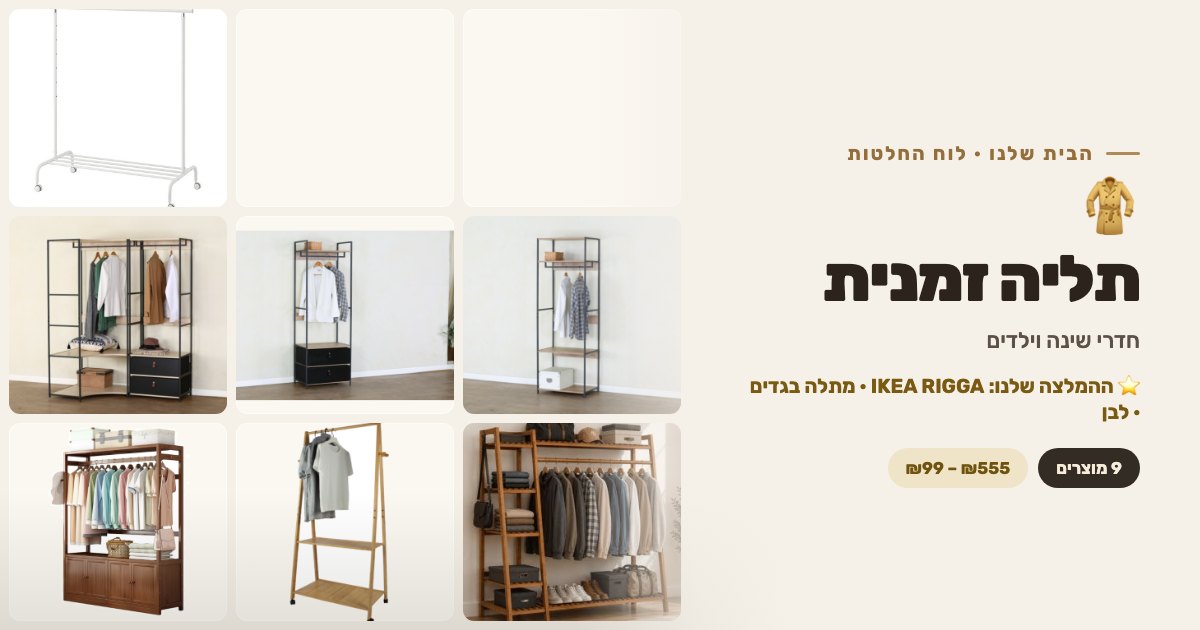 הבית שלנו • לוח החלטות
תליה זמנית
חדרי שינה וילדים
⭐ ההמלצה שלנו: IKEA RIGGA • מתלה בגדים
• לבן
9 מוצרים
₪99 – ₪555